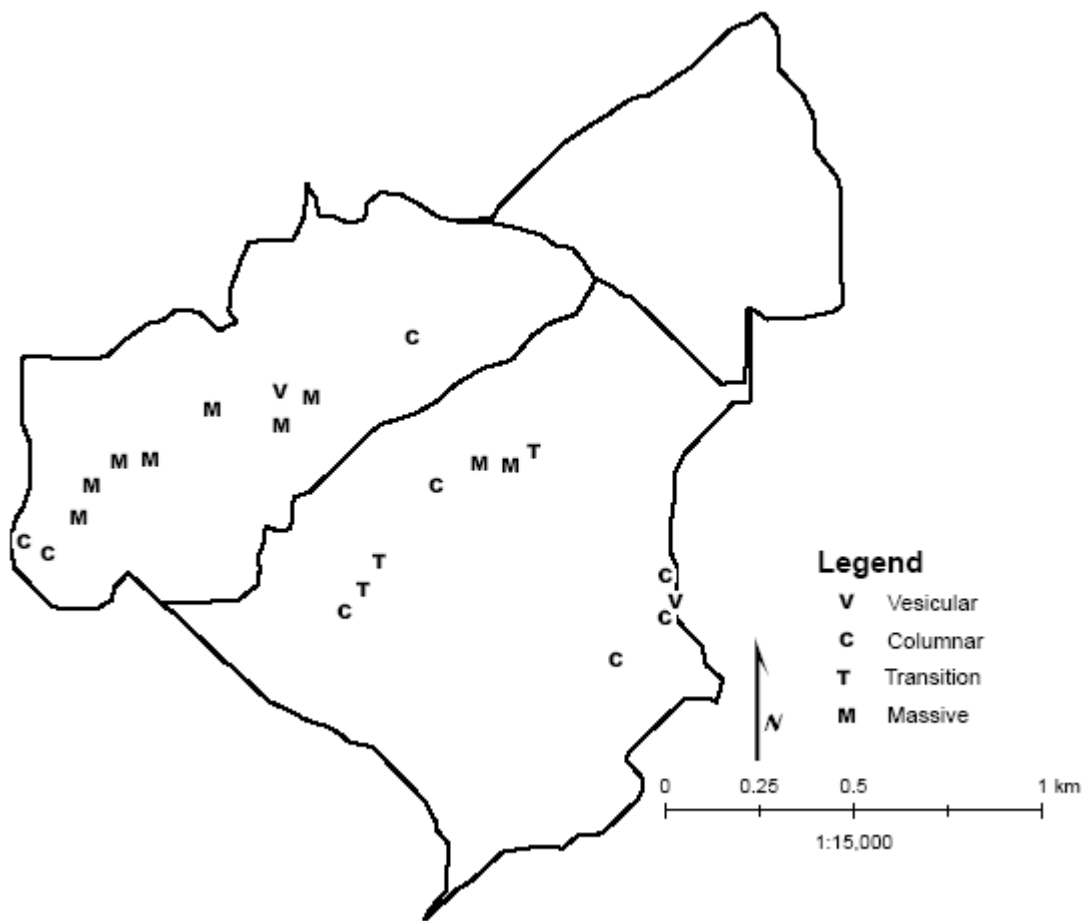 C
V M
M
M
M M
M
M
C
C
T
M M
C
T
T
C
C
V
C
C
Legend
V Vesicular
C Columnar
T Transition
M Massive
N
0 0.25 0.5 1 km
1:15,000